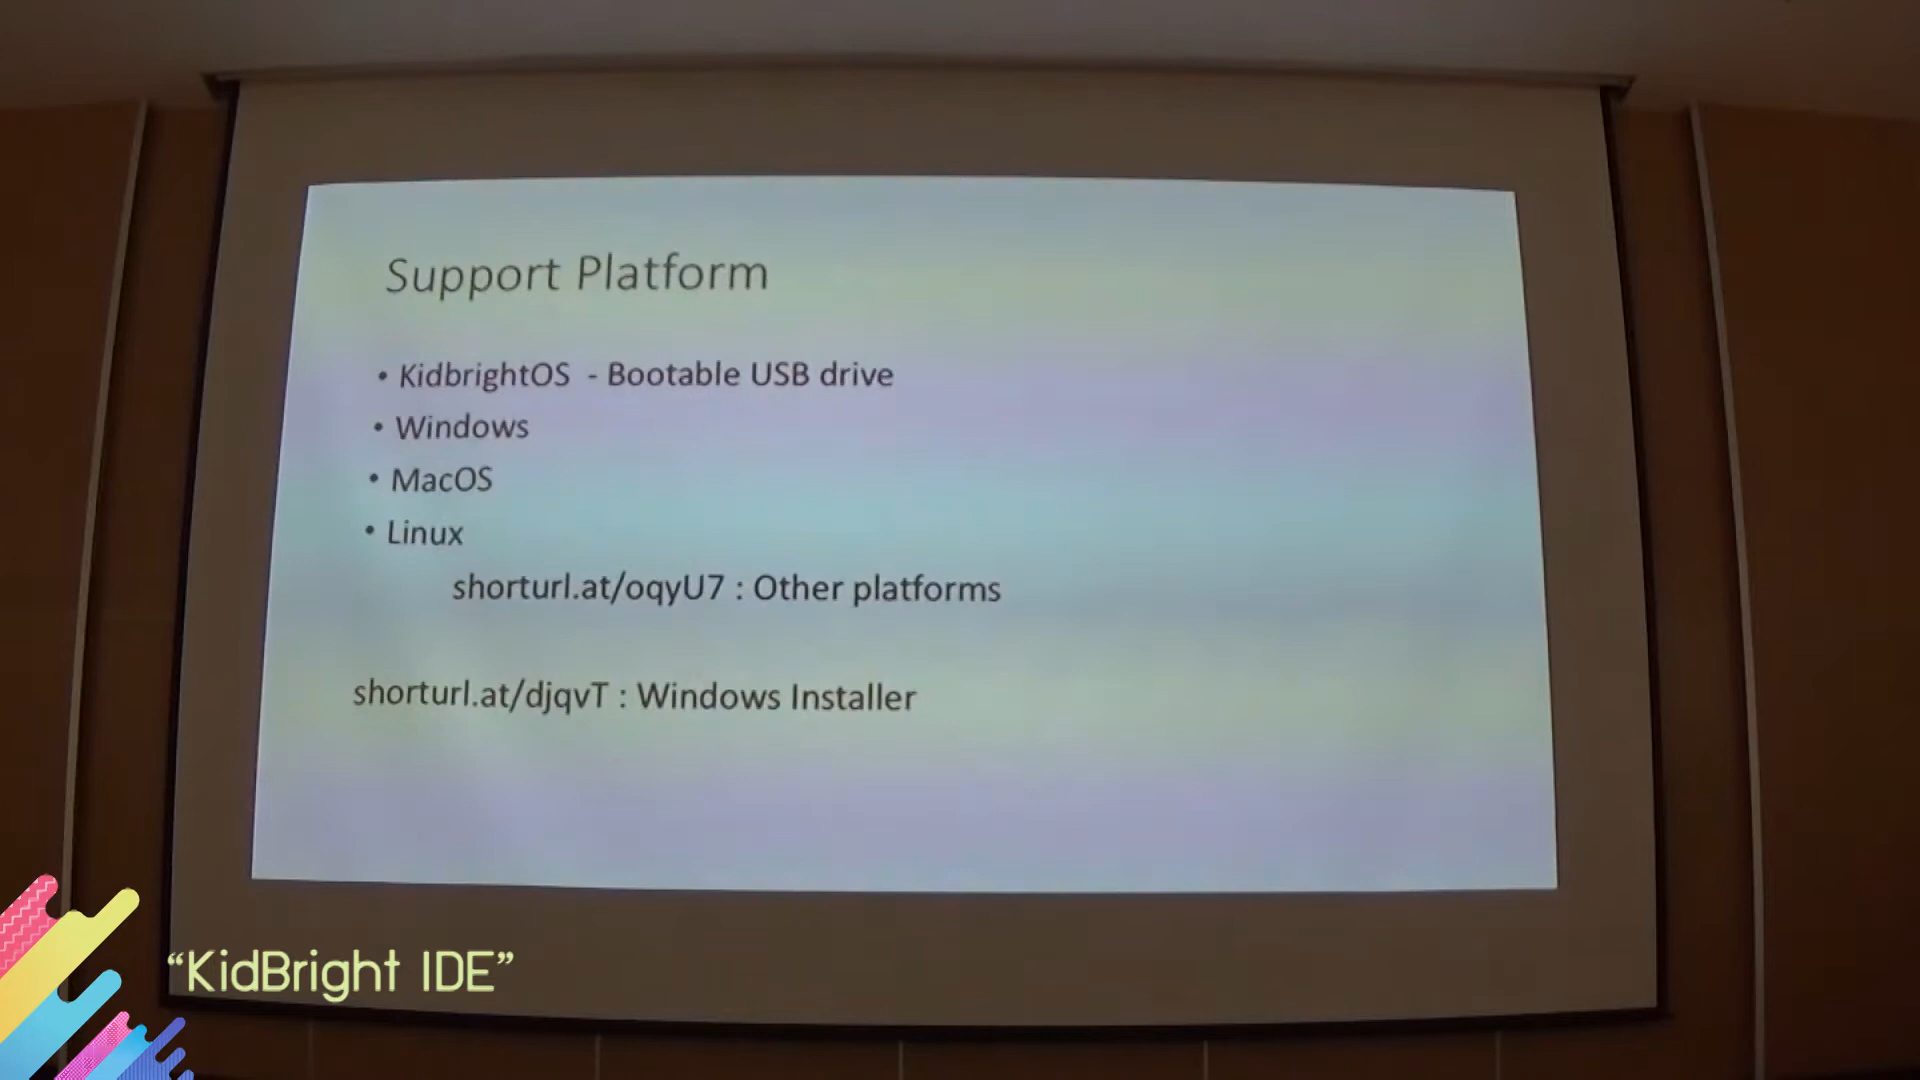 Support Platform
• KidbrightOS - Bootable USB drive
• Windows
• MacOS
• Linux
shorturl.at/oqyU7 : Other platforms
shorturl.at/djqvT : Windows Installer
“KidBright IDE”